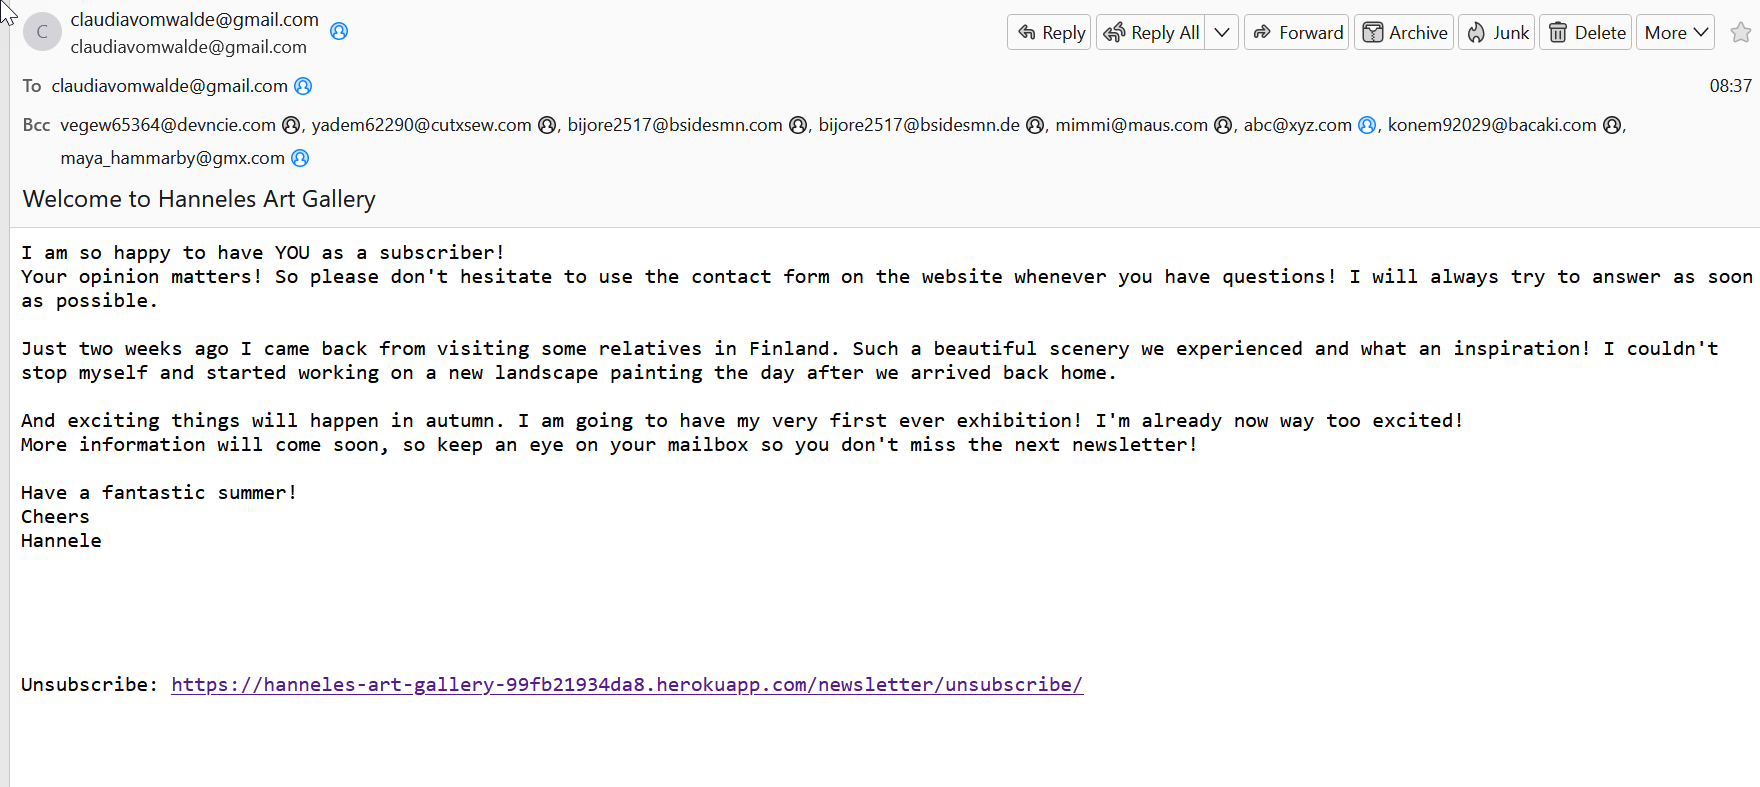 C
claudiavomwalde@gmail.com
claudiavomwalde@gmail.com
Reply
Reply All
Forward
Archive
Junk
Delete
More
To claudiavomwalde@gmail.com
08:37
Bcc vegew65364@devncie.com , yadem62290@cutxsew.com , bijore2517@bsidesmn.com , bijore2517@bsidesmn.de , mimmi@maus.com , abc@xyz.com , konem92029@bacaki.com ,
maya_hammarby@gmx.com
Welcome to Hanneles Art Gallery
I am so happy to have YOU as a subscriber!
Your opinion matters! So please don't hesitate to use the contact form on the website whenever you have questions! I will always try to answer as soon
as possible.
Just two weeks ago I came back from visiting some relatives in Finland. Such a beautiful scenery we experienced and what an inspiration! I couldn't
stop myself and started working on a new landscape painting the day after we arrived back home.
And exciting things will happen in autumn. I am going to have my very first ever exhibition! I'm already now way too excited!
More information will come soon, so keep an eye on your mailbox so you don't miss the next newsletter!
Have a fantastic summer!
Cheers
Hannele
Unsubscribe: https://hanneles-art-gallery-99fb21934da8.herokuapp.com/newsletter/unsubscribe/